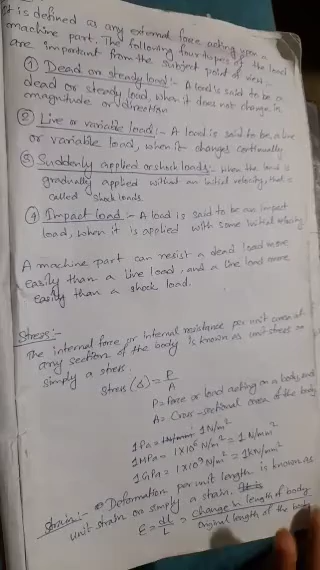 It is defined as any external force acting upon a
machine part. The following four types of the load
are important from the subject point of view:-
① Dead or steady load:- A load is said to be a
dead or steady load, when it does not change in
magnitude or direction
② Live or variable load:- A load is said to be a live
or variable load, when it changes continually
③ Suddenly applied or shock loads:- When the load is
gradually applied without an initial velocity, that is
called shock loads.
④ Impact load:- A load is said to be an impact
load, when it is applied with some initial velocity
A machine part can resist a dead load more
easily than a live load, and a live load more
easily than a shock load.
Stress:-
The internal force or internal resistance per unit area at
any section of the body is known as unit stress or
simply a stress.
Stress (σ) = P/A
P = Force or load acting on a body, and
A = Cross-sectional area of the body
1 Pa = 1 N/m²
1 MPa = 1 × 10⁶ N/m² = 1 N/mm²
1 GPa = 1 × 10⁹ N/m² = 1 kN/mm²
Strain:- Deformation per unit length is known as
unit strain or simply a strain.
ε = dL/L = change in length of body / Original length of the body